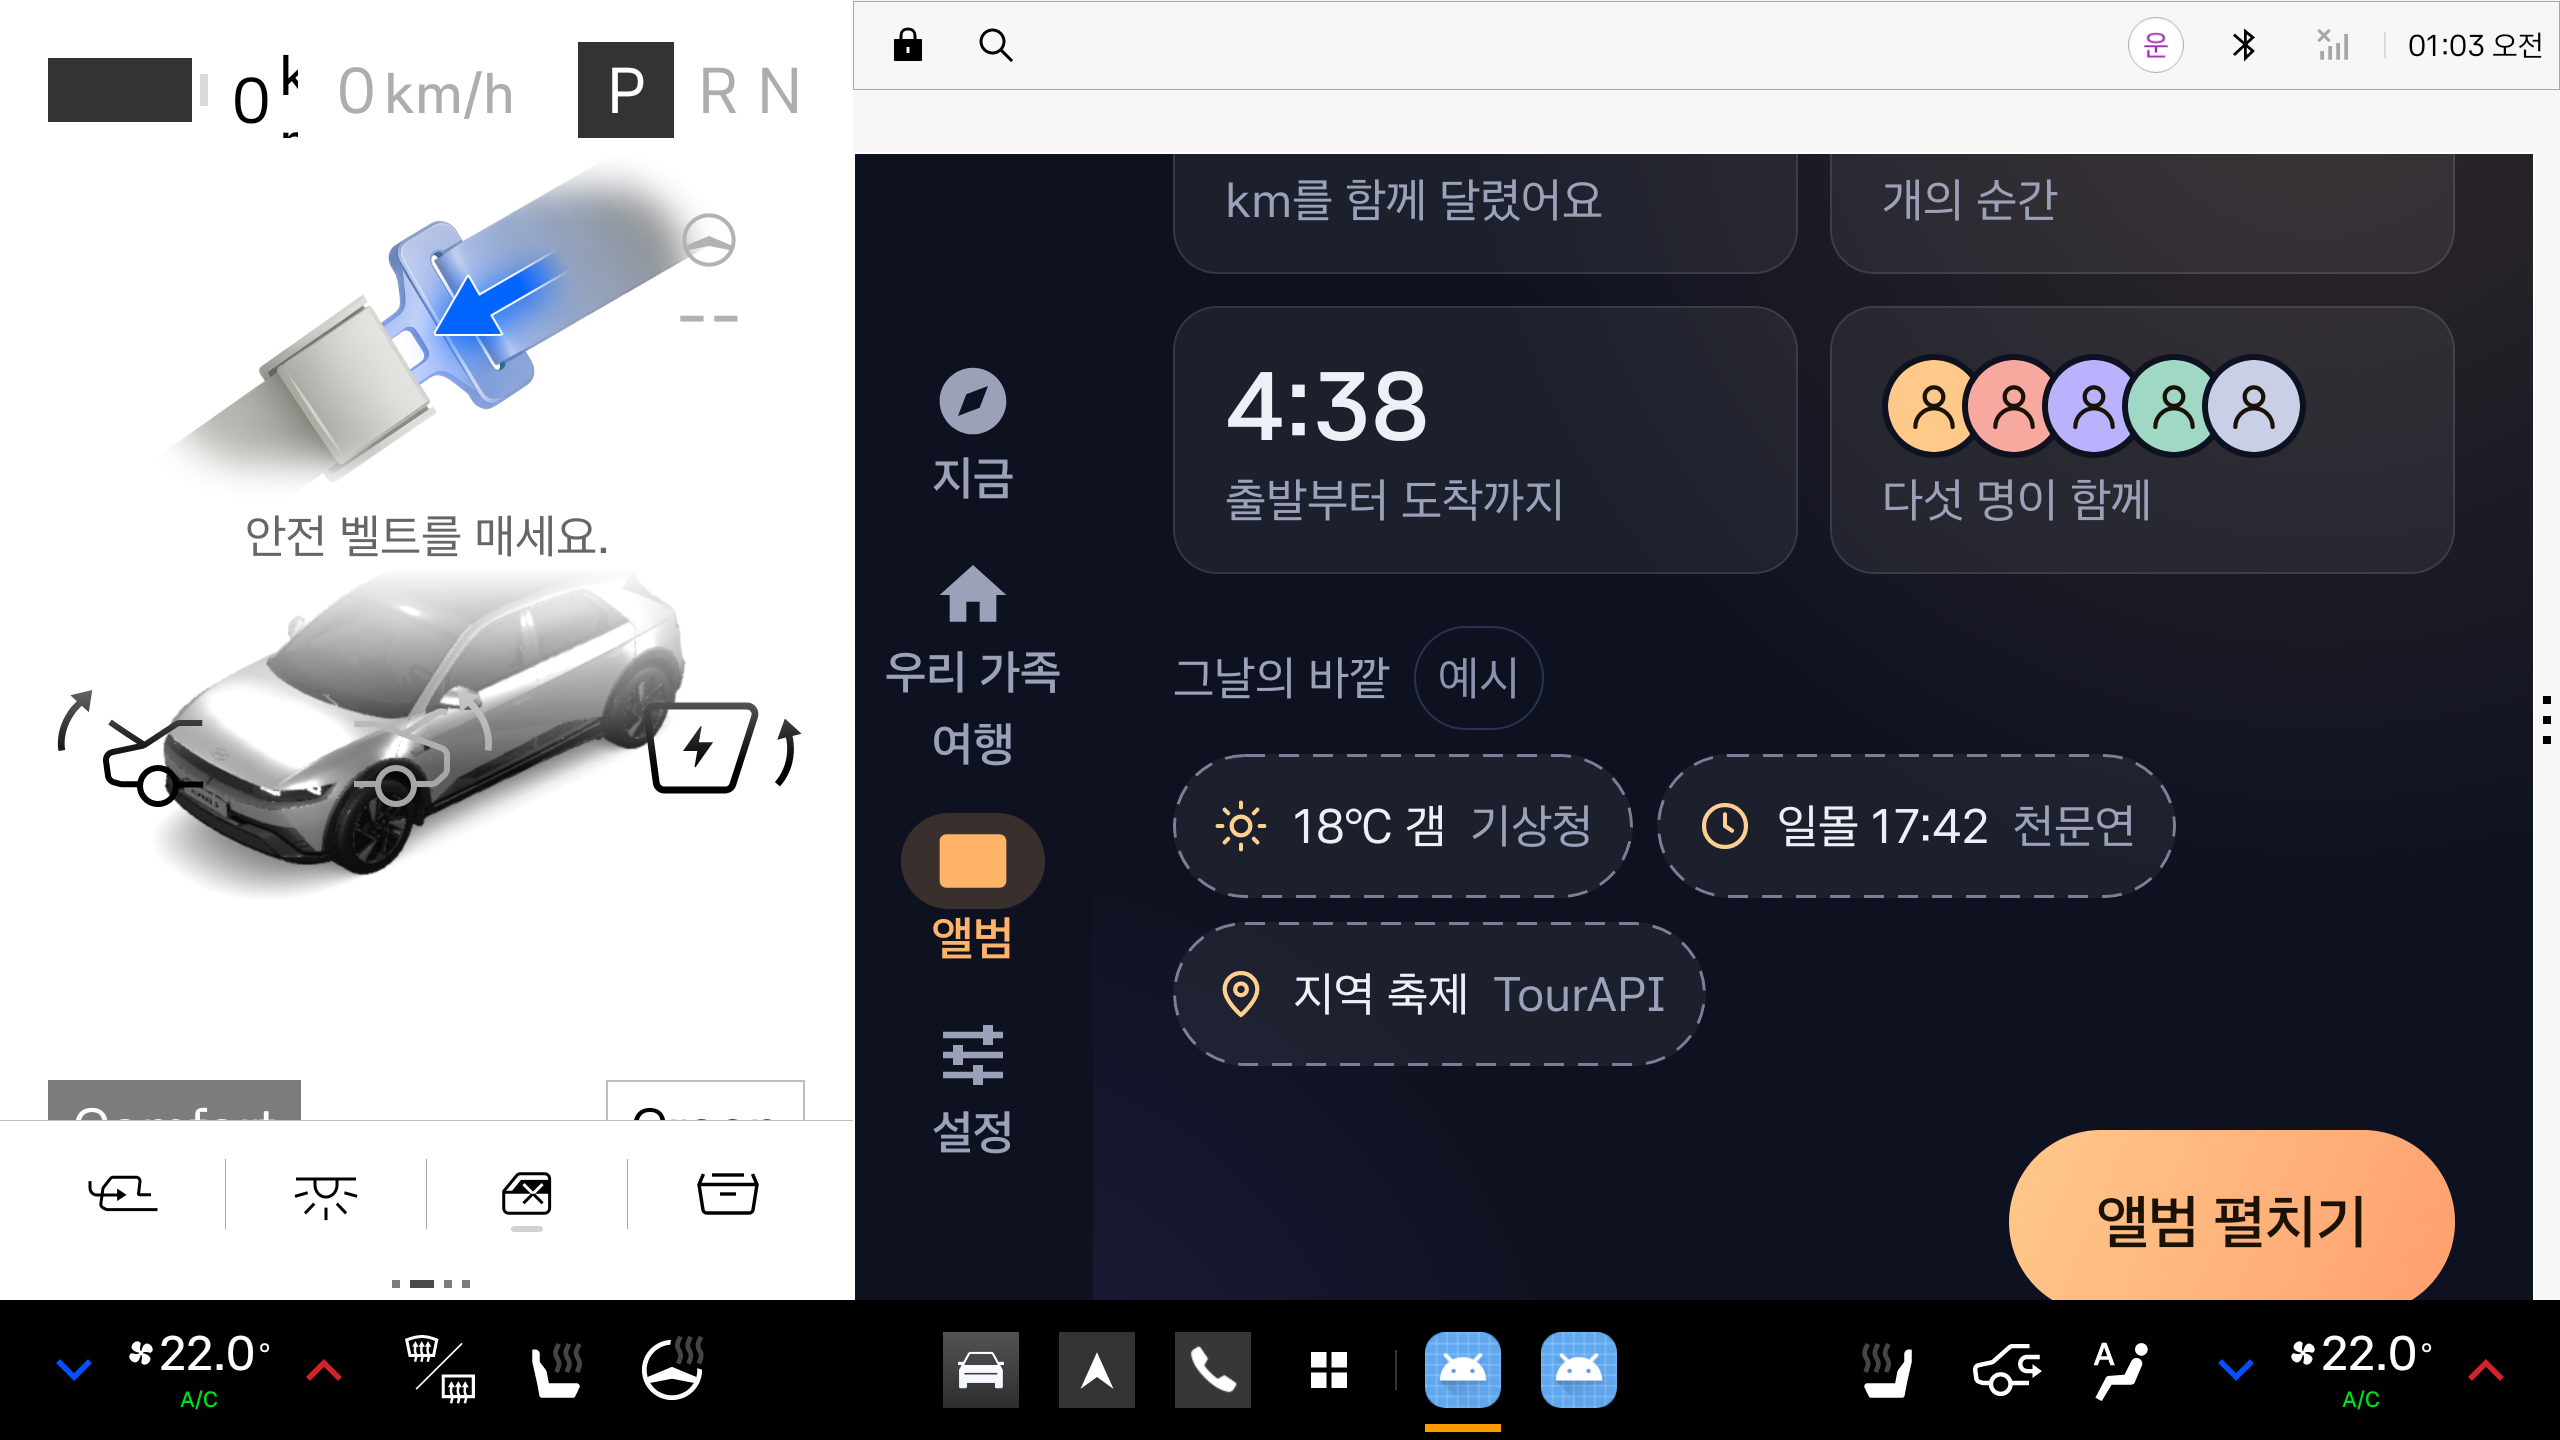 0
0 km/h
P R N
안전 벨트를 매세요.
운
01:03 오전
km를 함께 달렸어요
개의 순간
4:38
출발부터 도착까지
다섯 명이 함께
지금
우리 가족
여행
앨범
설정
그날의 바깥 예시
18°C 갬 기상청
일몰 17:42 천문연
지역 축제 TourAPI
앨범 펼치기
22.0°
A/C
A
22.0°
A/C